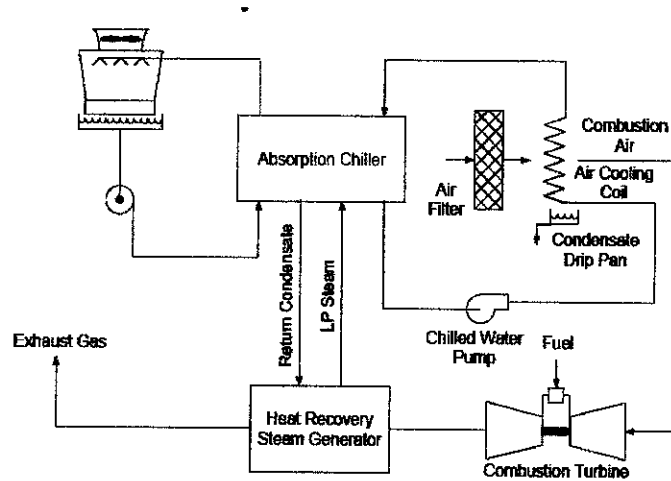 Absorption Chiller
Combustion
Air
Air
Filter
Air Cooling
Coil
Condensate
Drip Pan
Return Condensate
LP Steam
Chilled Water
Pump
Exhaust Gas
Fuel
Heat Recovery
Steam Generator
Combustion Turbine